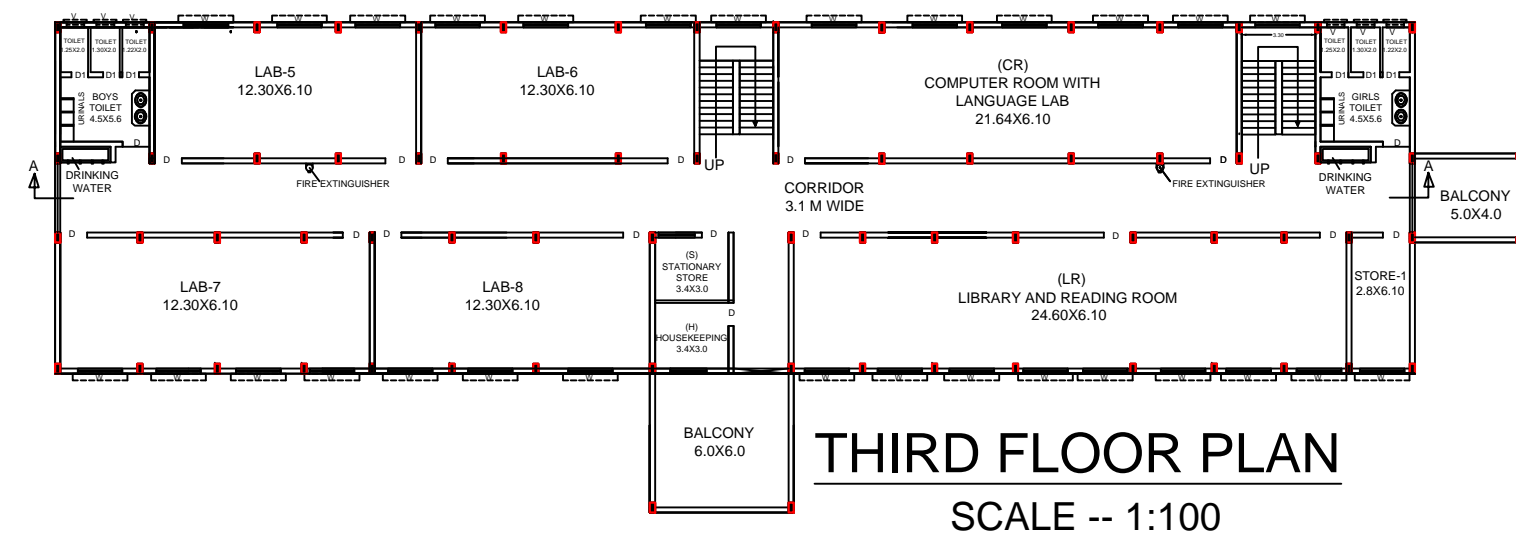 V V V W W W W W W W W W W W V V V
TOILET
1.25X2.0
TOILET
1.30X2.0
TOILET
1.22X2.0
D1 D1 D1
URINALS
BOYS
TOILET
4.5X5.6
D
LAB-5
12.30X6.10
LAB-6
12.30X6.10
(CR)
COMPUTER ROOM WITH
LANGUAGE LAB
21.64X6.10
3.30
TOILET
1.25X2.0
TOILET
1.30X2.0
TOILET
1.22X2.0
D1 D1 D1
URINALS
GIRLS
TOILET
4.5X5.6
D
D D D D D D
A
DRINKING
WATER
FIRE EXTINGUISHER
UP
CORRIDOR
3.1 M WIDE
FIRE EXTINGUISHER
UP
DRINKING
WATER
A
BALCONY
5.0X4.0
D D D D D D D D D
LAB-7
12.30X6.10
LAB-8
12.30X6.10
(S)
STATIONARY
STORE
3.4X3.0
D
(H)
HOUSEKEEPING
3.4X3.0
(LR)
LIBRARY AND READING ROOM
24.60X6.10
STORE-1
2.8X6.10
W W W W W W W W W W W W W W W
BALCONY
6.0X6.0
THIRD FLOOR PLAN
SCALE -- 1:100